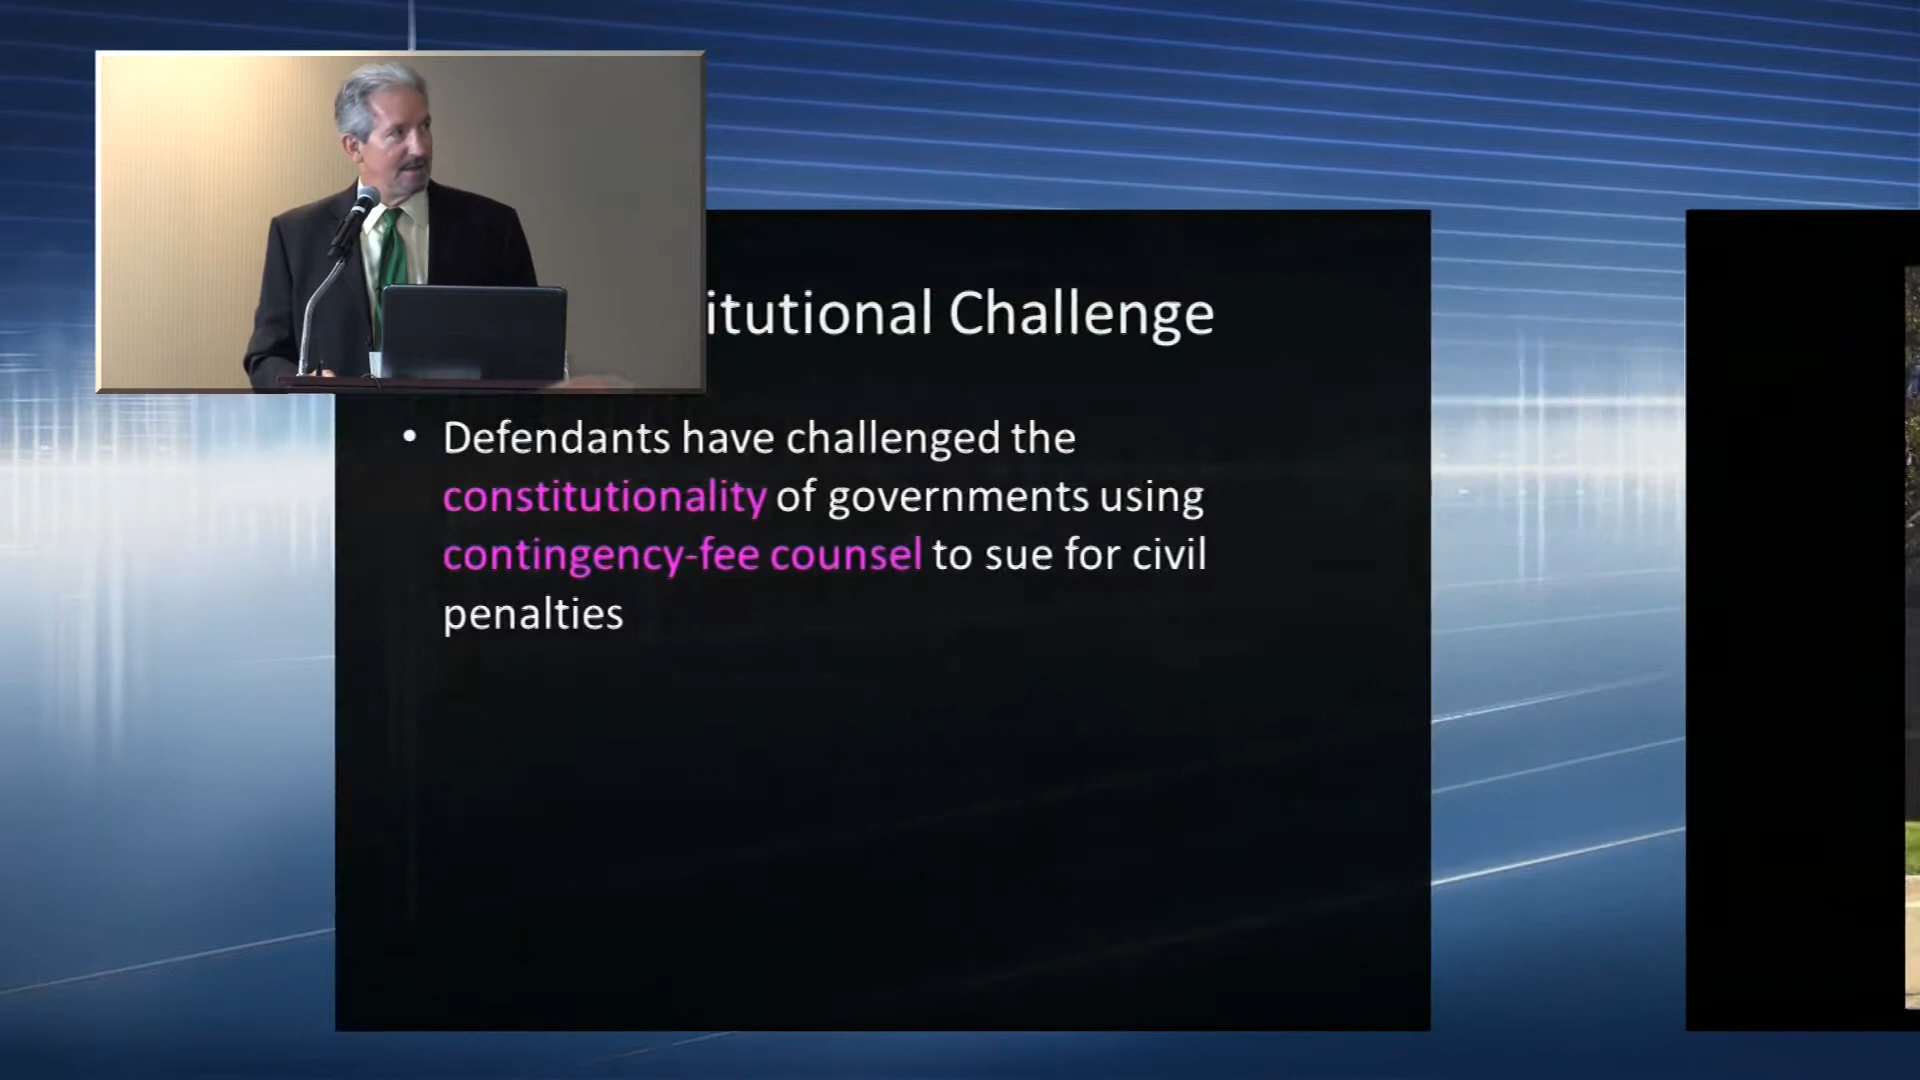 itutional Challenge
• Defendants have challenged the
constitutionality of governments using
contingency-fee counsel to sue for civil
penalties